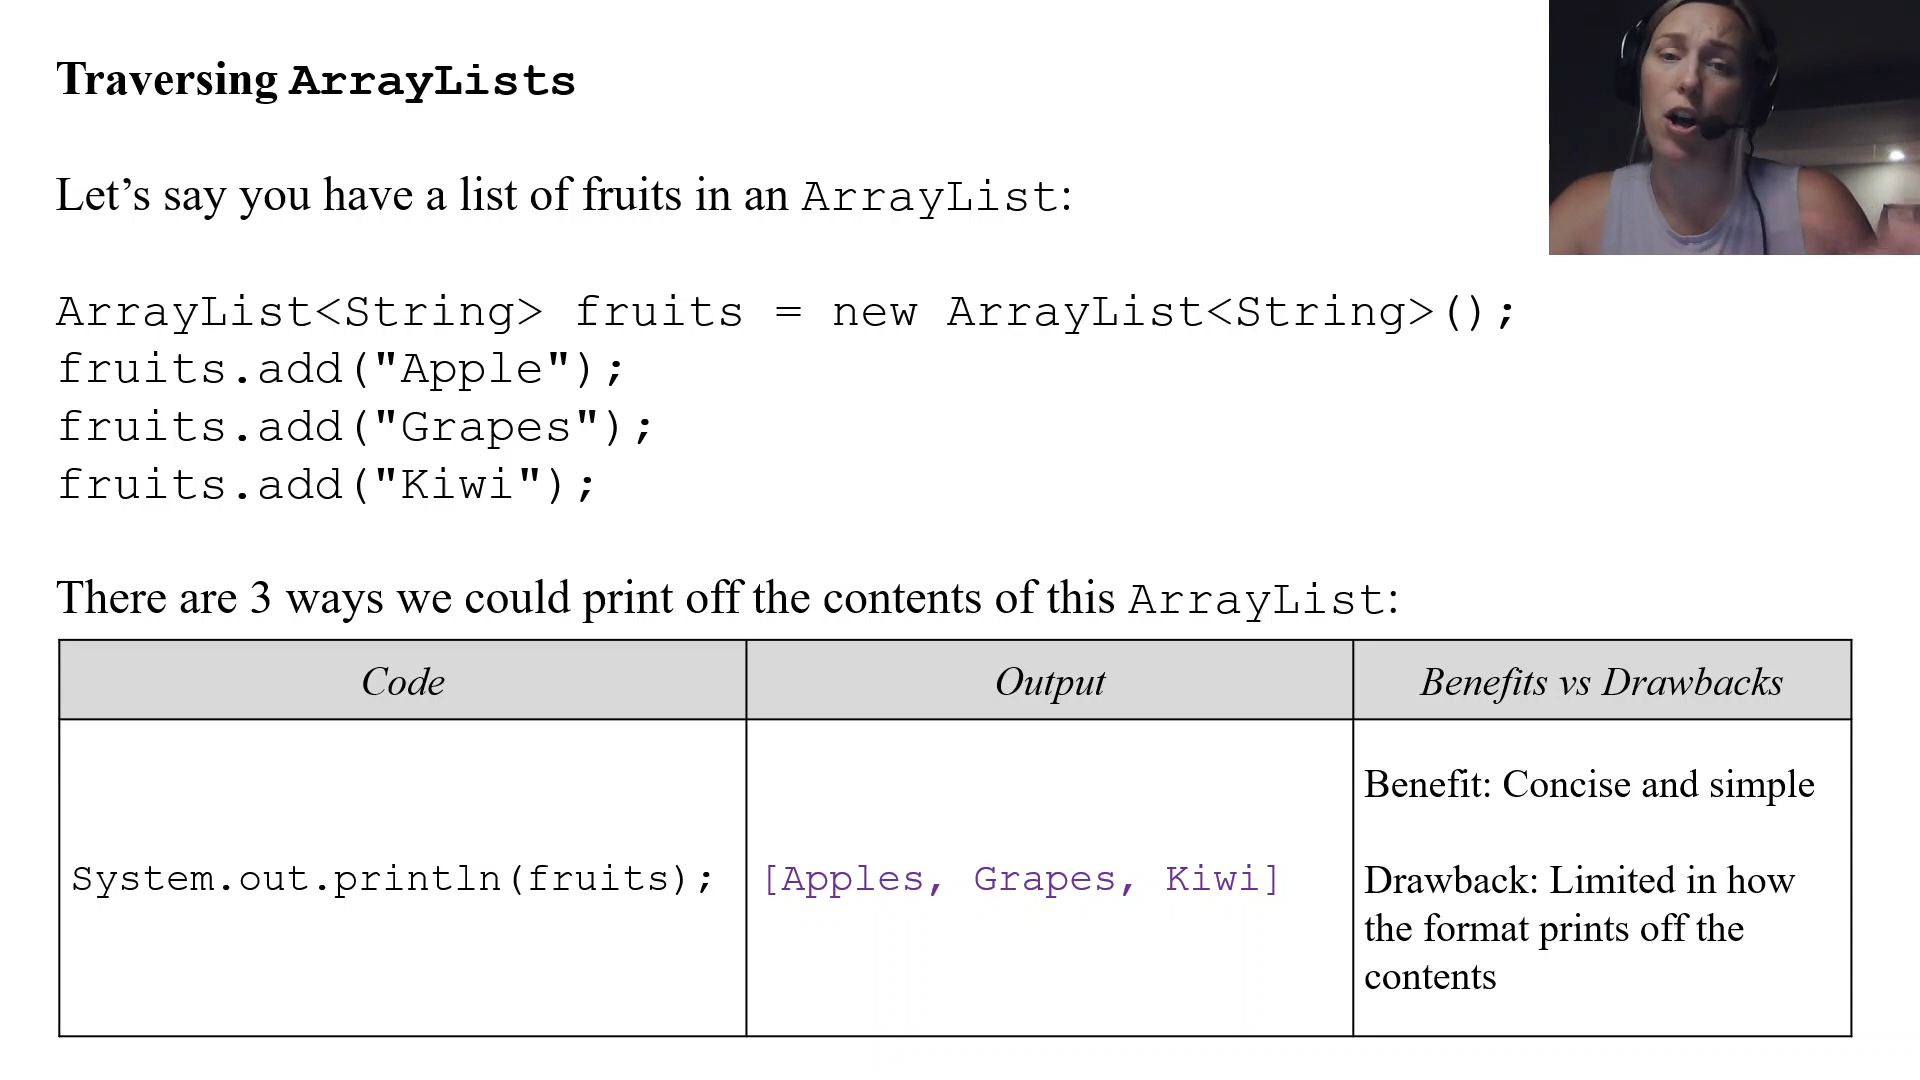 Traversing ArrayLists
Let’s say you have a list of fruits in an ArrayList:
ArrayList<String> fruits = new ArrayList<String>();
fruits.add("Apple");
fruits.add("Grapes");
fruits.add("Kiwi");
There are 3 ways we could print off the contents of this ArrayList:
Code
Output
Benefits vs Drawbacks
System.out.println(fruits);
[Apples, Grapes, Kiwi]
Benefit: Concise and simple
Drawback: Limited in how
the format prints off the
contents